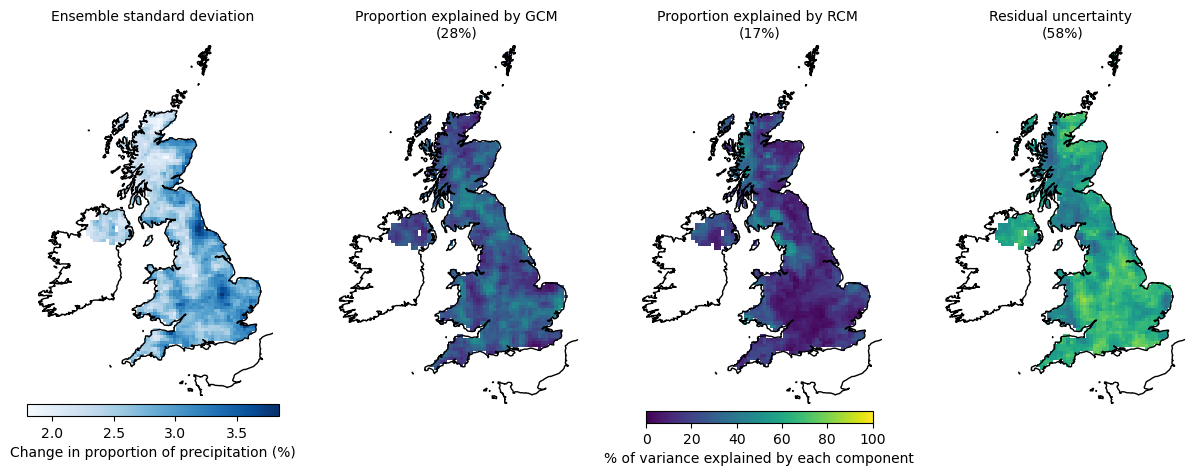 Ensemble standard deviation
Proportion explained by GCM
(28%)
Proportion explained by RCM
(17%)
Residual uncertainty
(58%)
2.0 2.5 3.0 3.5
Change in proportion of precipitation (%)
0 20 40 60 80 100
% of variance explained by each component